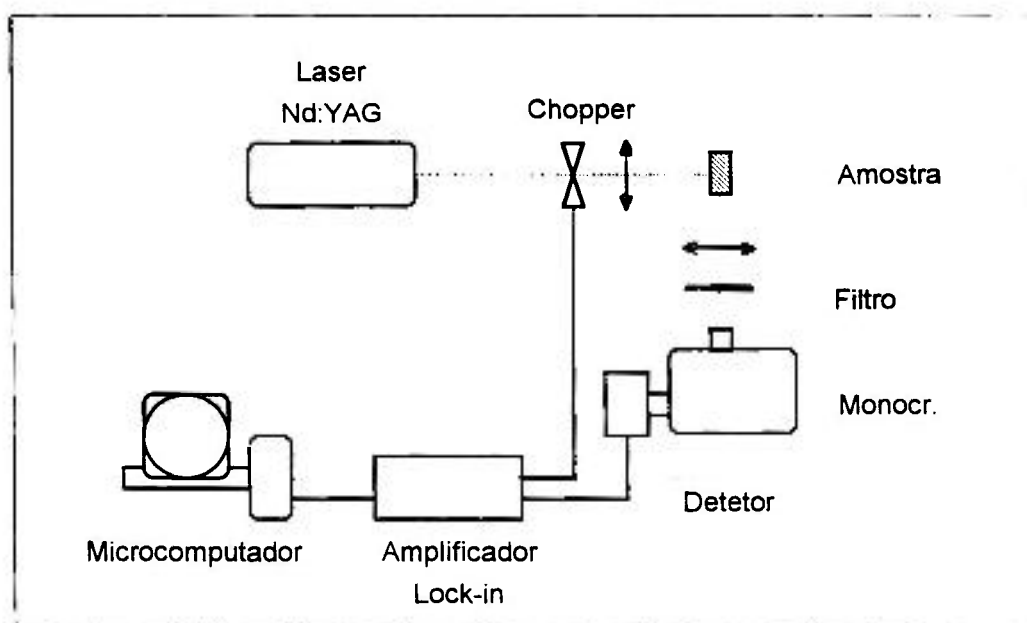 Laser
Nd:YAG
Chopper
Amostra
Filtro
Monocr.
Detetor
Microcomputador
Amplificador
Lock-in